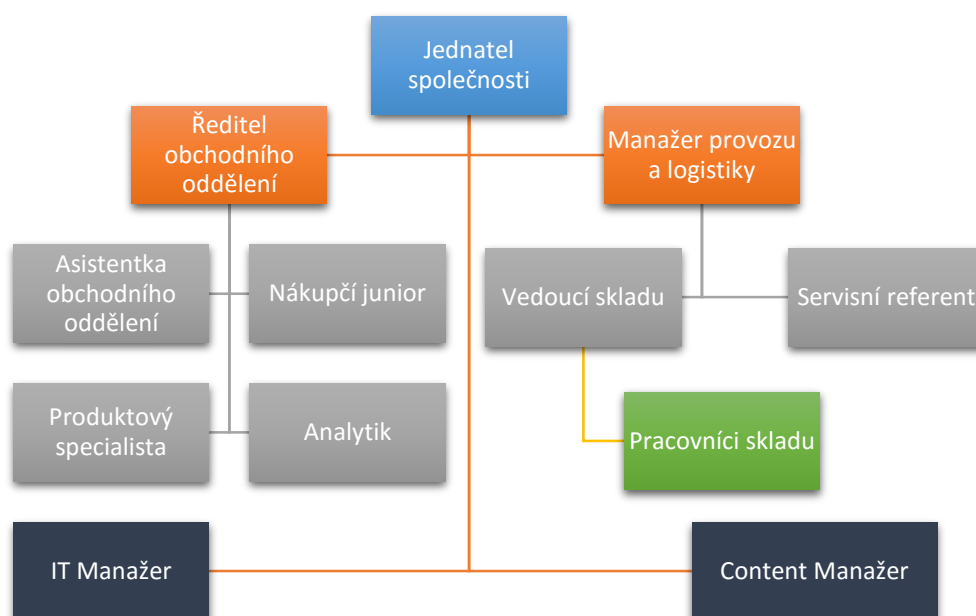 Jednatel
společnosti
Ředitel
obchodního
oddělení
Manažer provozu
a logistiky
Asistentka
obchodního
oddělení
Nákupčí junior
Vedoucí skladu
Servisní referent
Produktový
specialista
Analytik
Pracovníci skladu
IT Manažer
Content Manažer